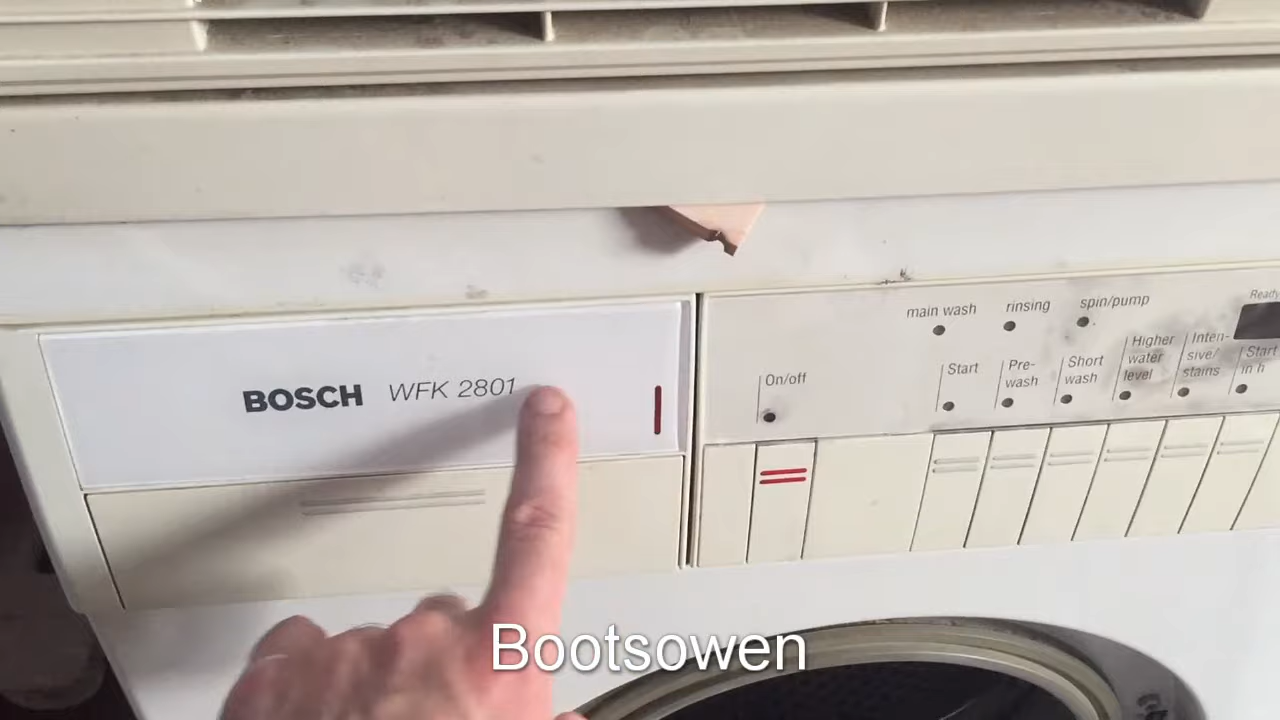 BOSCH WFK 2801
main wash
rinsing
spin/pump
Ready
On/off
Start
Pre-
wash
Short
wash
Higher
water
level
Inten-
sive/
stains
Start
in h
Bootsowen